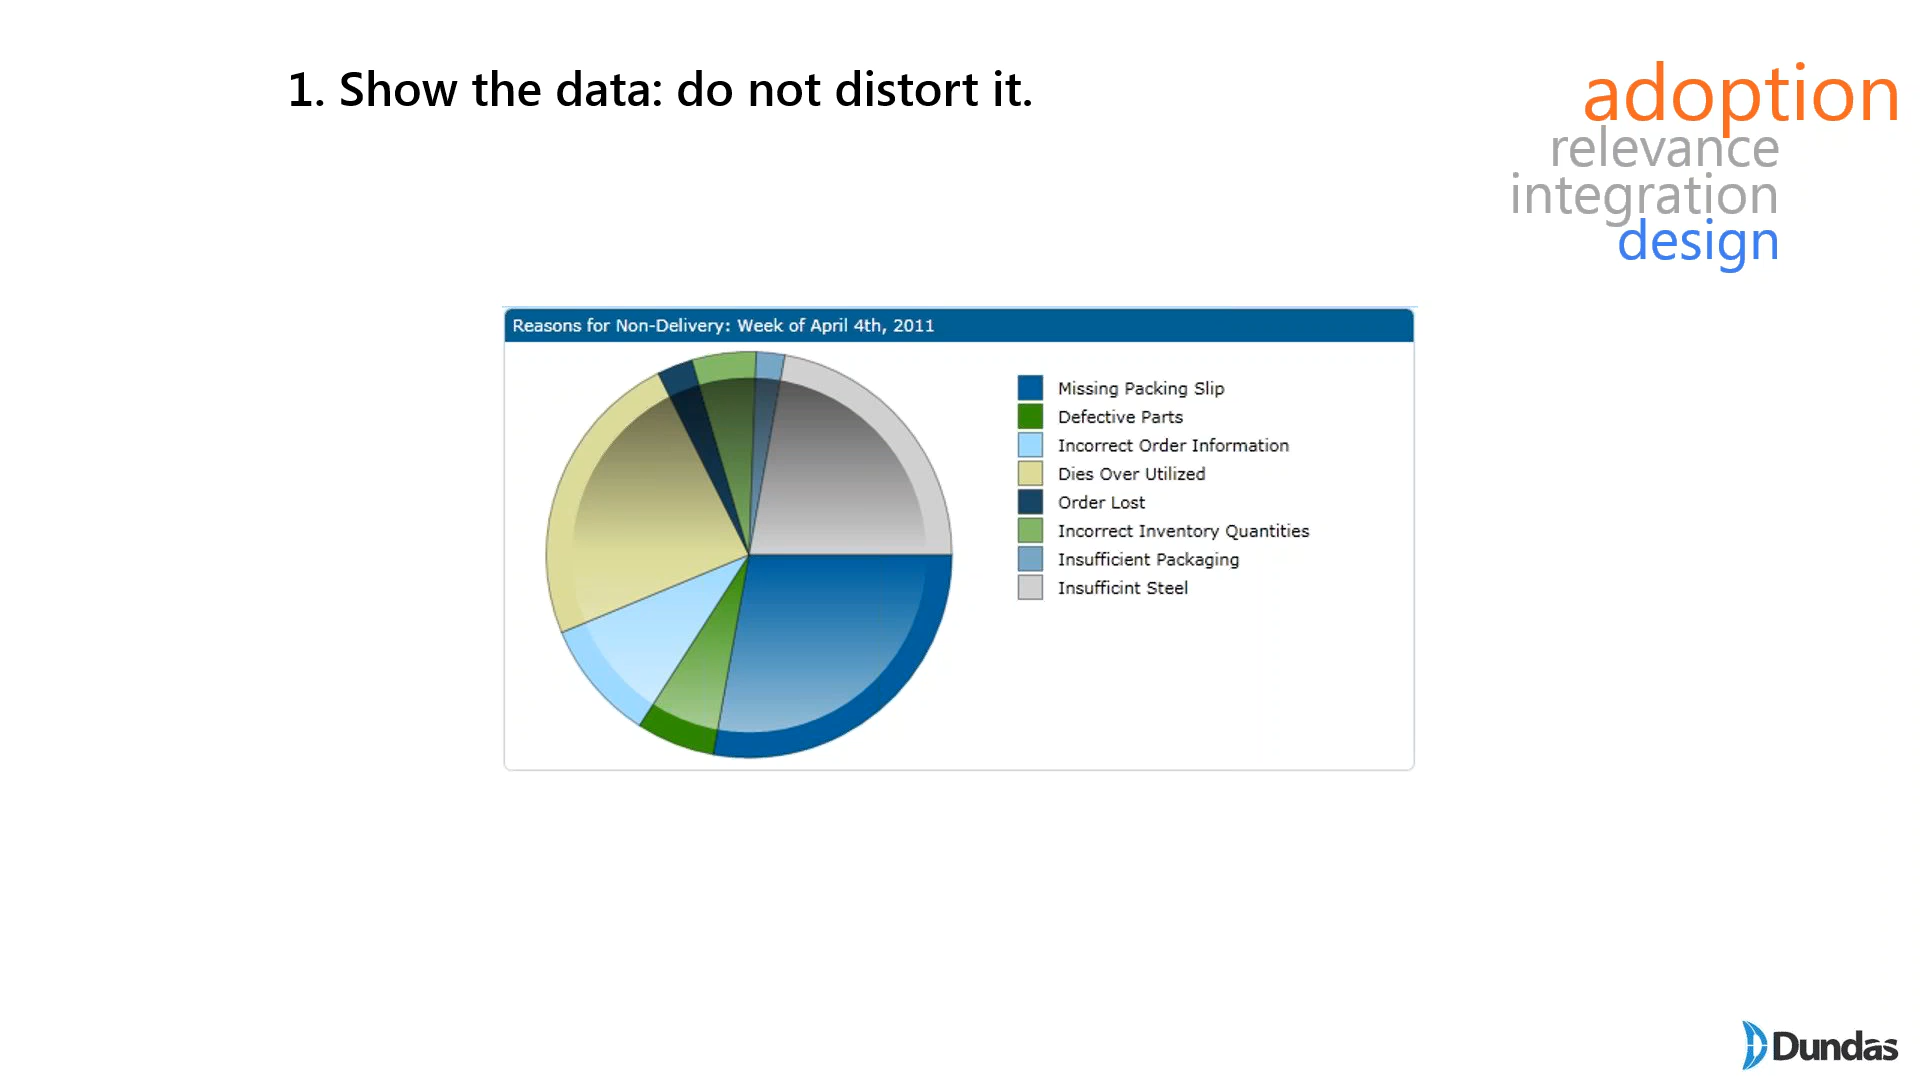 1. Show the data: do not distort it.
adoption
relevance
integration
design
Reasons for Non-Delivery: Week of April 4th, 2011
Missing Packing Slip
Defective Parts
Incorrect Order Information
Dies Over Utilized
Order Lost
Incorrect Inventory Quantities
Insufficient Packaging
Insufficint Steel
Dundas